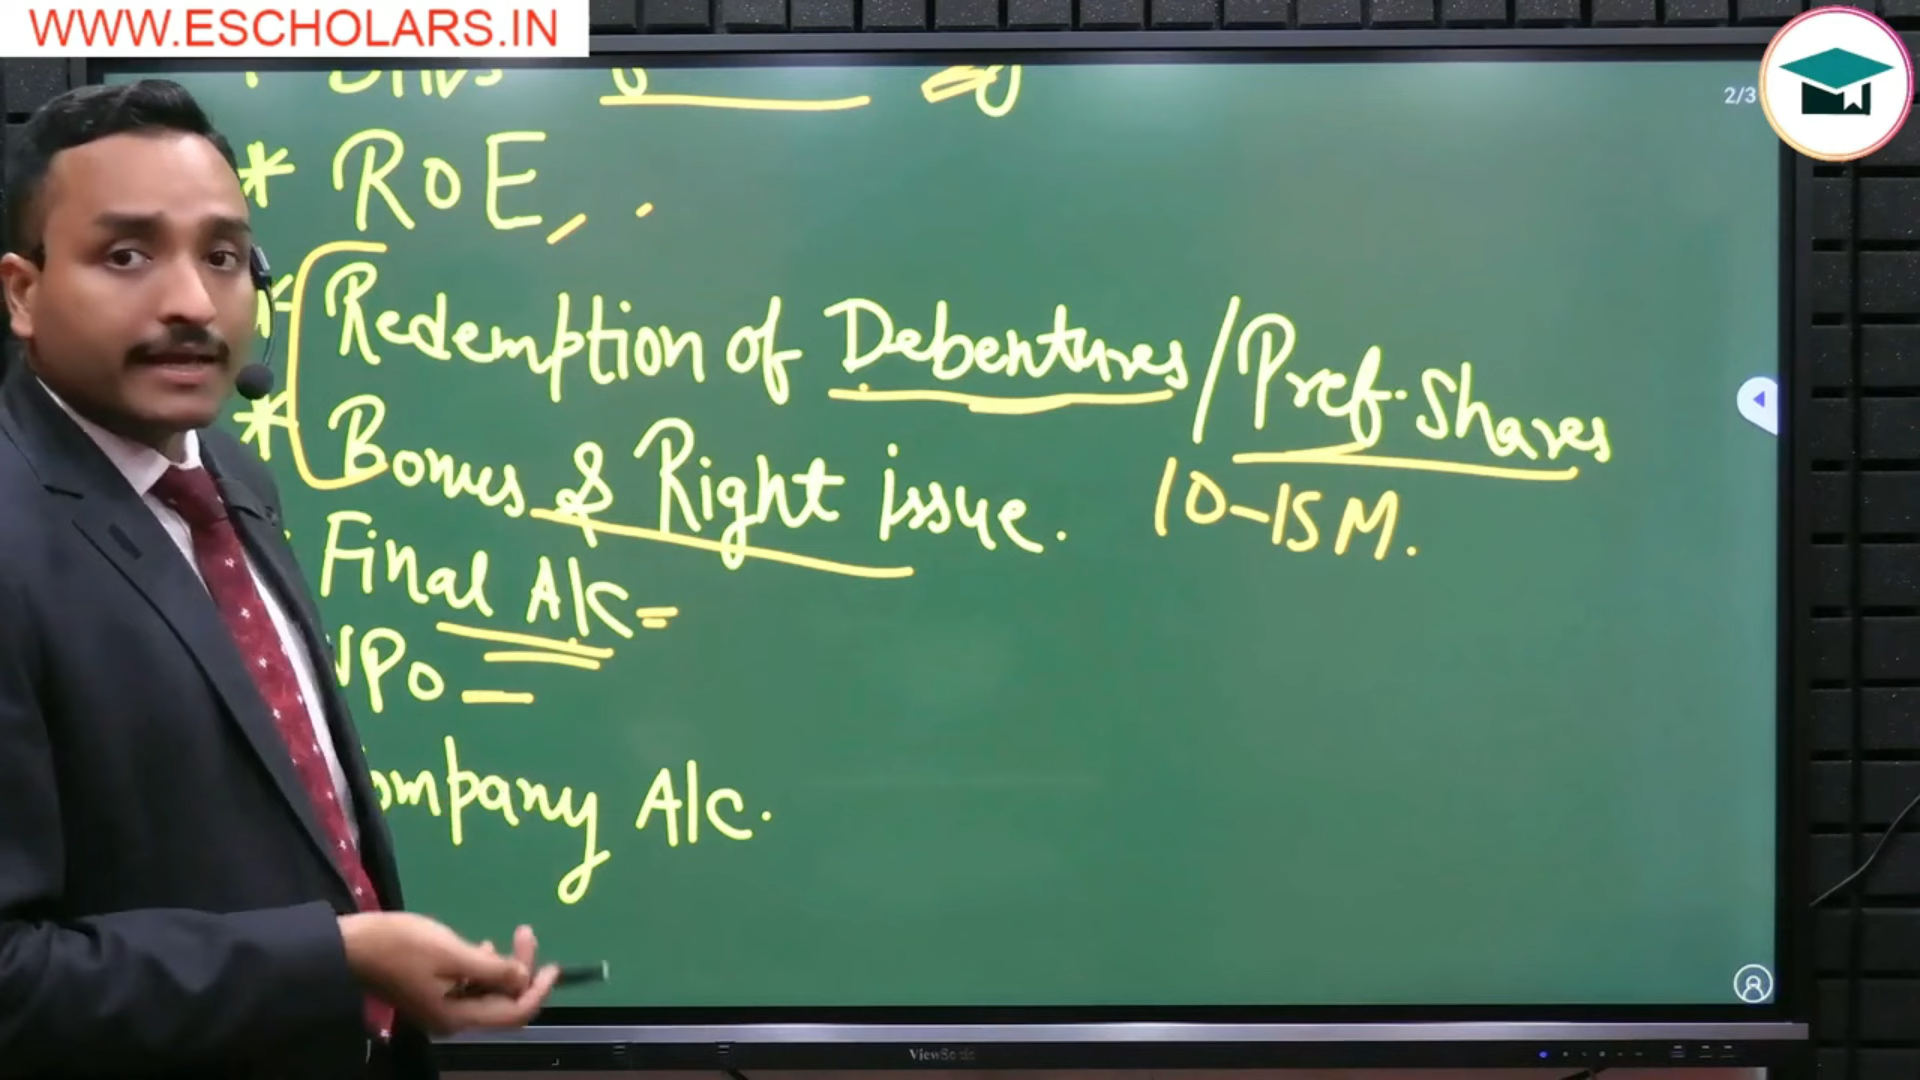 WWW.ESCHOLARS.IN
2/3
* ROE,
* Redemption of Debentures / Pref. Shares
* Bonus & Right issue. 10-15 M.
Final A/c =
NPO —
Company A/c.
ViewSonic